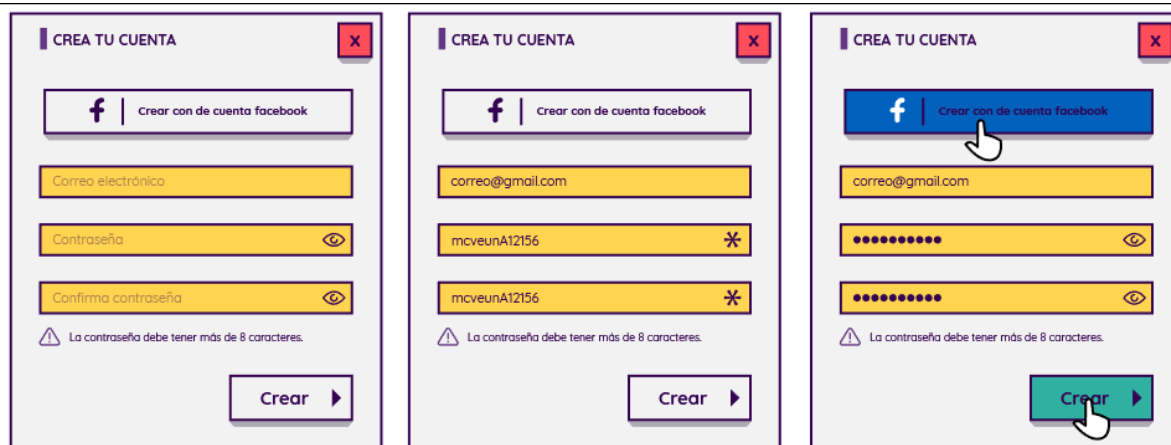 CREA TU CUENTA
x
Crear con de cuenta facebook
Correo electrónico
Contraseña
Confirma contraseña
La contraseña debe tener más de 8 caracteres.
Crear
CREA TU CUENTA
x
Crear con de cuenta facebook
correo@gmail.com
mcveunA12156
mcveunA12156
La contraseña debe tener más de 8 caracteres.
Crear
CREA TU CUENTA
x
Crear con de cuenta facebook
correo@gmail.com
●●●●●●●●●●
●●●●●●●●●●
La contraseña debe tener más de 8 caracteres.
Crear